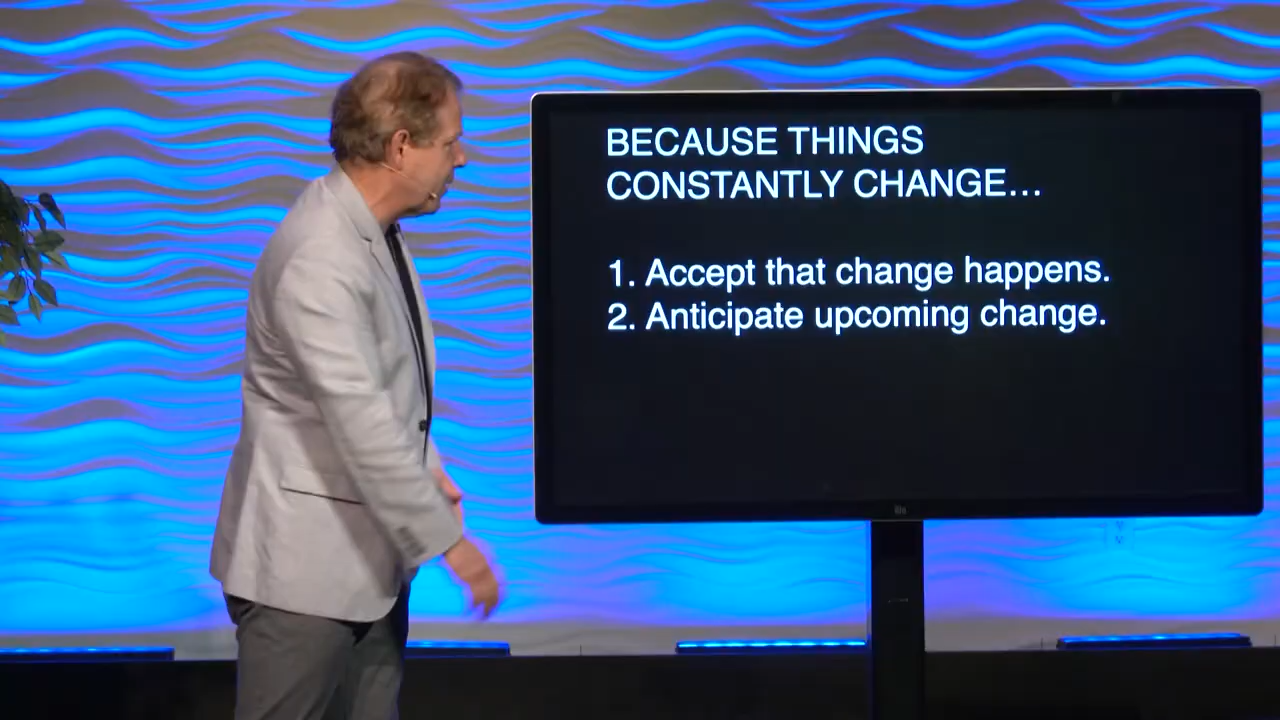 BECAUSE THINGS
CONSTANTLY CHANGE…
1. Accept that change happens.
2. Anticipate upcoming change.